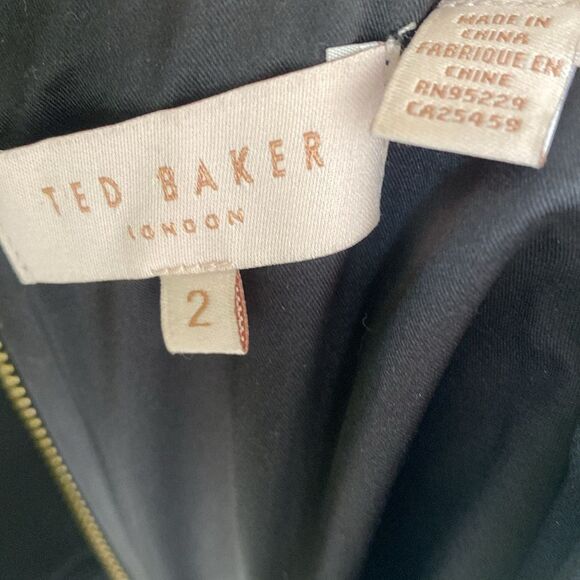 TED BAKER
LONDON
2
MADE IN
CHINA
FABRIQUE EN
CHINE
RN95229
CA25459